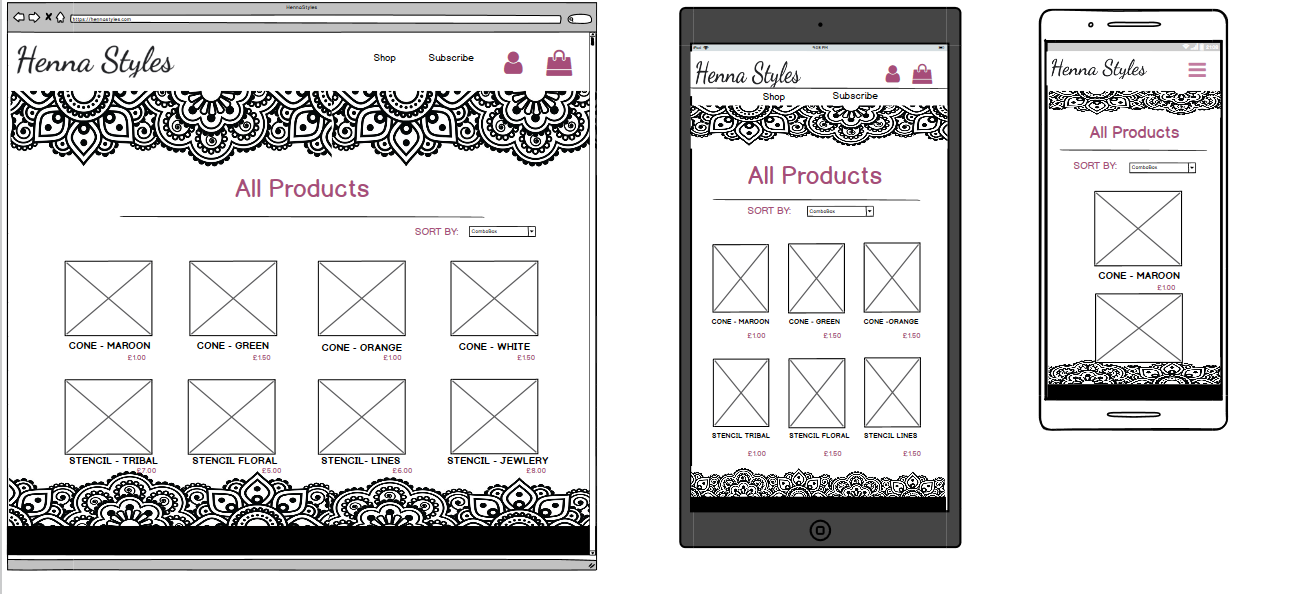 HennaStyles
https://hennastyles.com
Henna Styles
Shop Subscribe
All Products
SORT BY: ComboBox
CONE - MAROON CONE - GREEN CONE - ORANGE CONE - WHITE
£1.00 £1.50 £1.00 £1.50
STENCIL - TRIBAL STENCIL FLORAL STENCIL- LINES STENCIL - JEWLERY
£7.00 £5.00 £6.00 £8.00
iPad 9:08 PM
Henna Styles
Shop Subscribe
All Products
SORT BY: ComboBox
CONE - MAROON CONE - GREEN CONE -ORANGE
£1.00 £1.50 £1.50
STENCIL TRIBAL STENCIL FLORAL STENCIL LINES
£1.00 £1.50 £1.50
Henna Styles
All Products
SORT BY: ComboBox
CONE - MAROON
£1.00